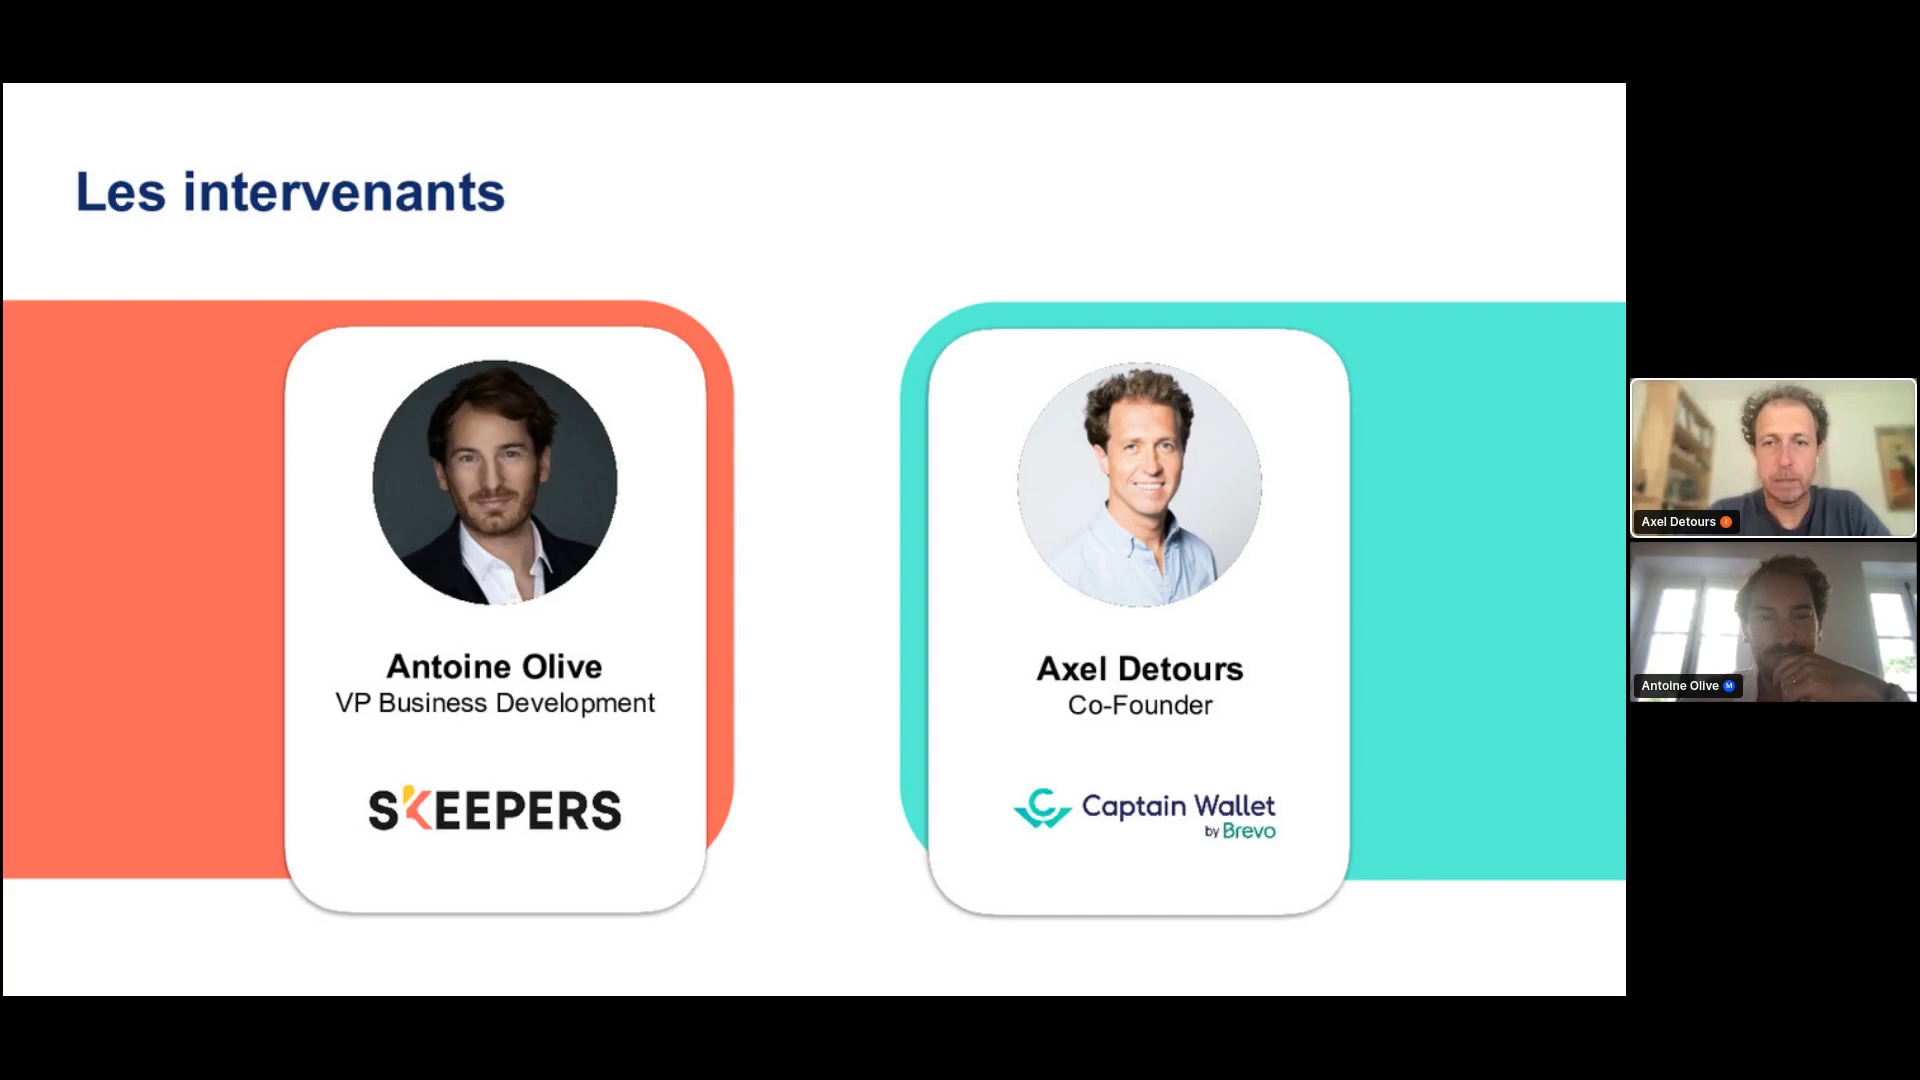 Les intervenants
Antoine Olive
VP Business Development
SKEEPERS
Axel Detours
Co-Founder
Captain Wallet
by Brevo
Axel Detours I
Antoine Olive M